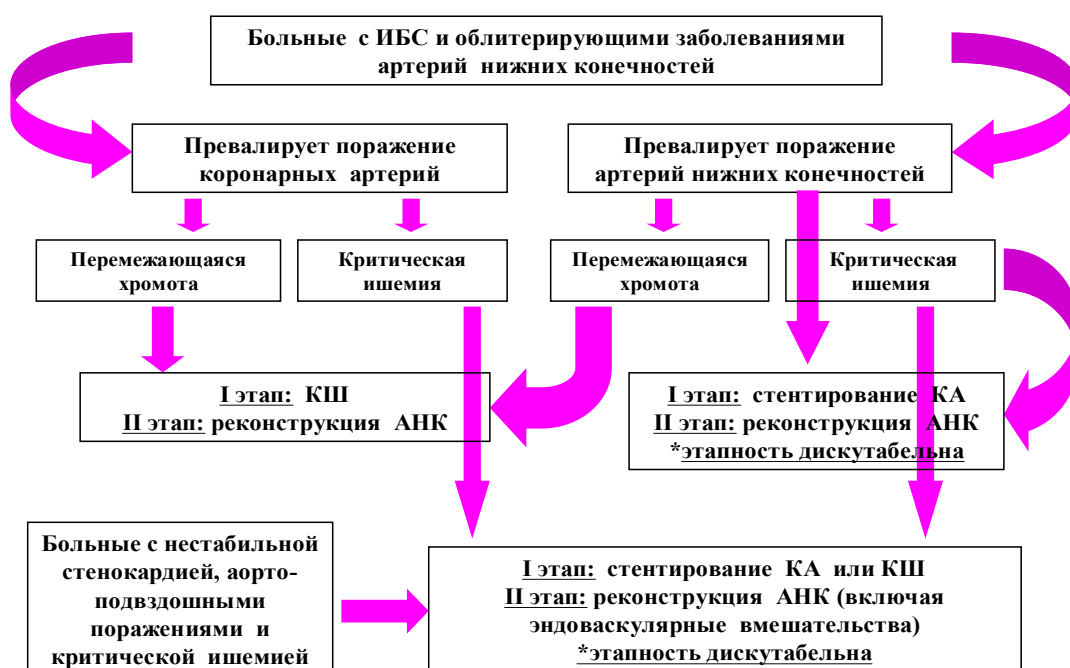 Больные с ИБС и облитерирующими заболеваниями
артерий нижних конечностей
Превалирует поражение
коронарных артерий
Превалирует поражение
артерий нижних конечностей
Перемежающаяся
хромота
Критическая
ишемия
Перемежающаяся
хромота
Критическая
ишемия
I этап: КШ
II этап: реконструкция АНК
I этап: стентирование КА
II этап: реконструкция АНК
*этапность дискутабельна
Больные с нестабильной
стенокардией, аорто-
подвздошными
поражениями и
критической ишемией
I этап: стентирование КА или КШ
II этап: реконструкция АНК (включая
эндоваскулярные вмешательства)
*этапность дискутабельна